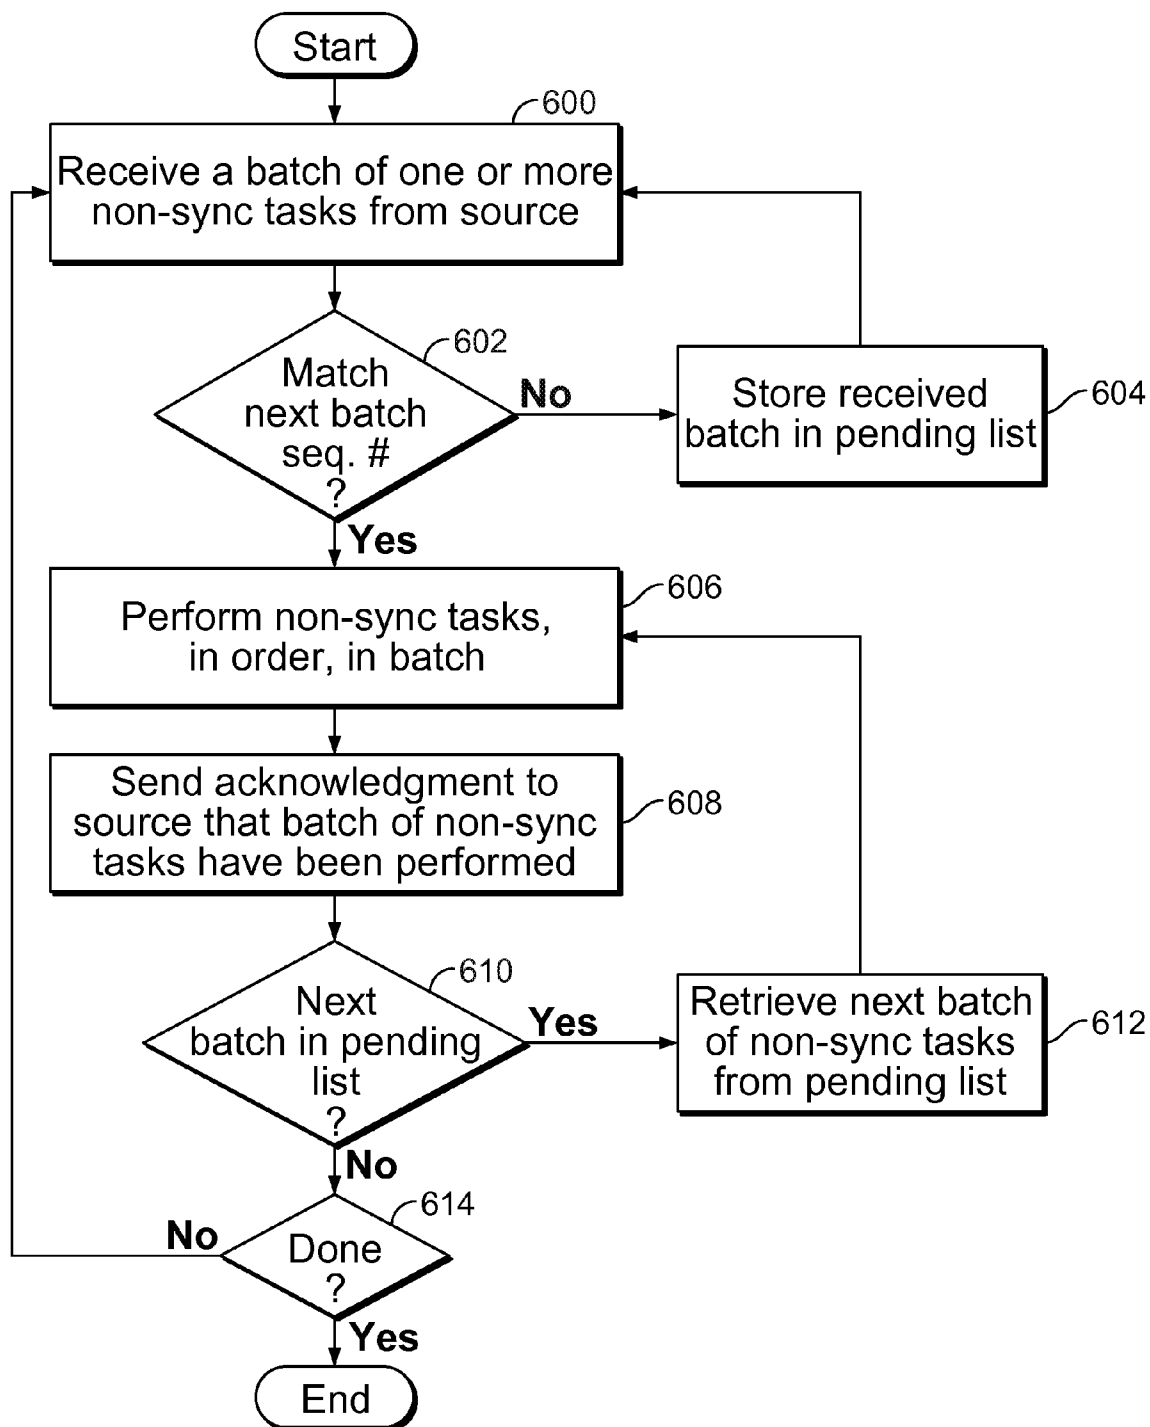 Start
600
Receive a batch of one or more
non-sync tasks from source
602
Match
next batch
seq. #
?
No
Store received
batch in pending list
604
Yes
606
Perform non-sync tasks,
in order, in batch
Send acknowledgment to
source that batch of non-sync
tasks have been performed
608
610
Next
batch in pending
list
?
Yes
Retrieve next batch
of non-sync tasks
from pending list
612
No
614
No
Done
?
Yes
End